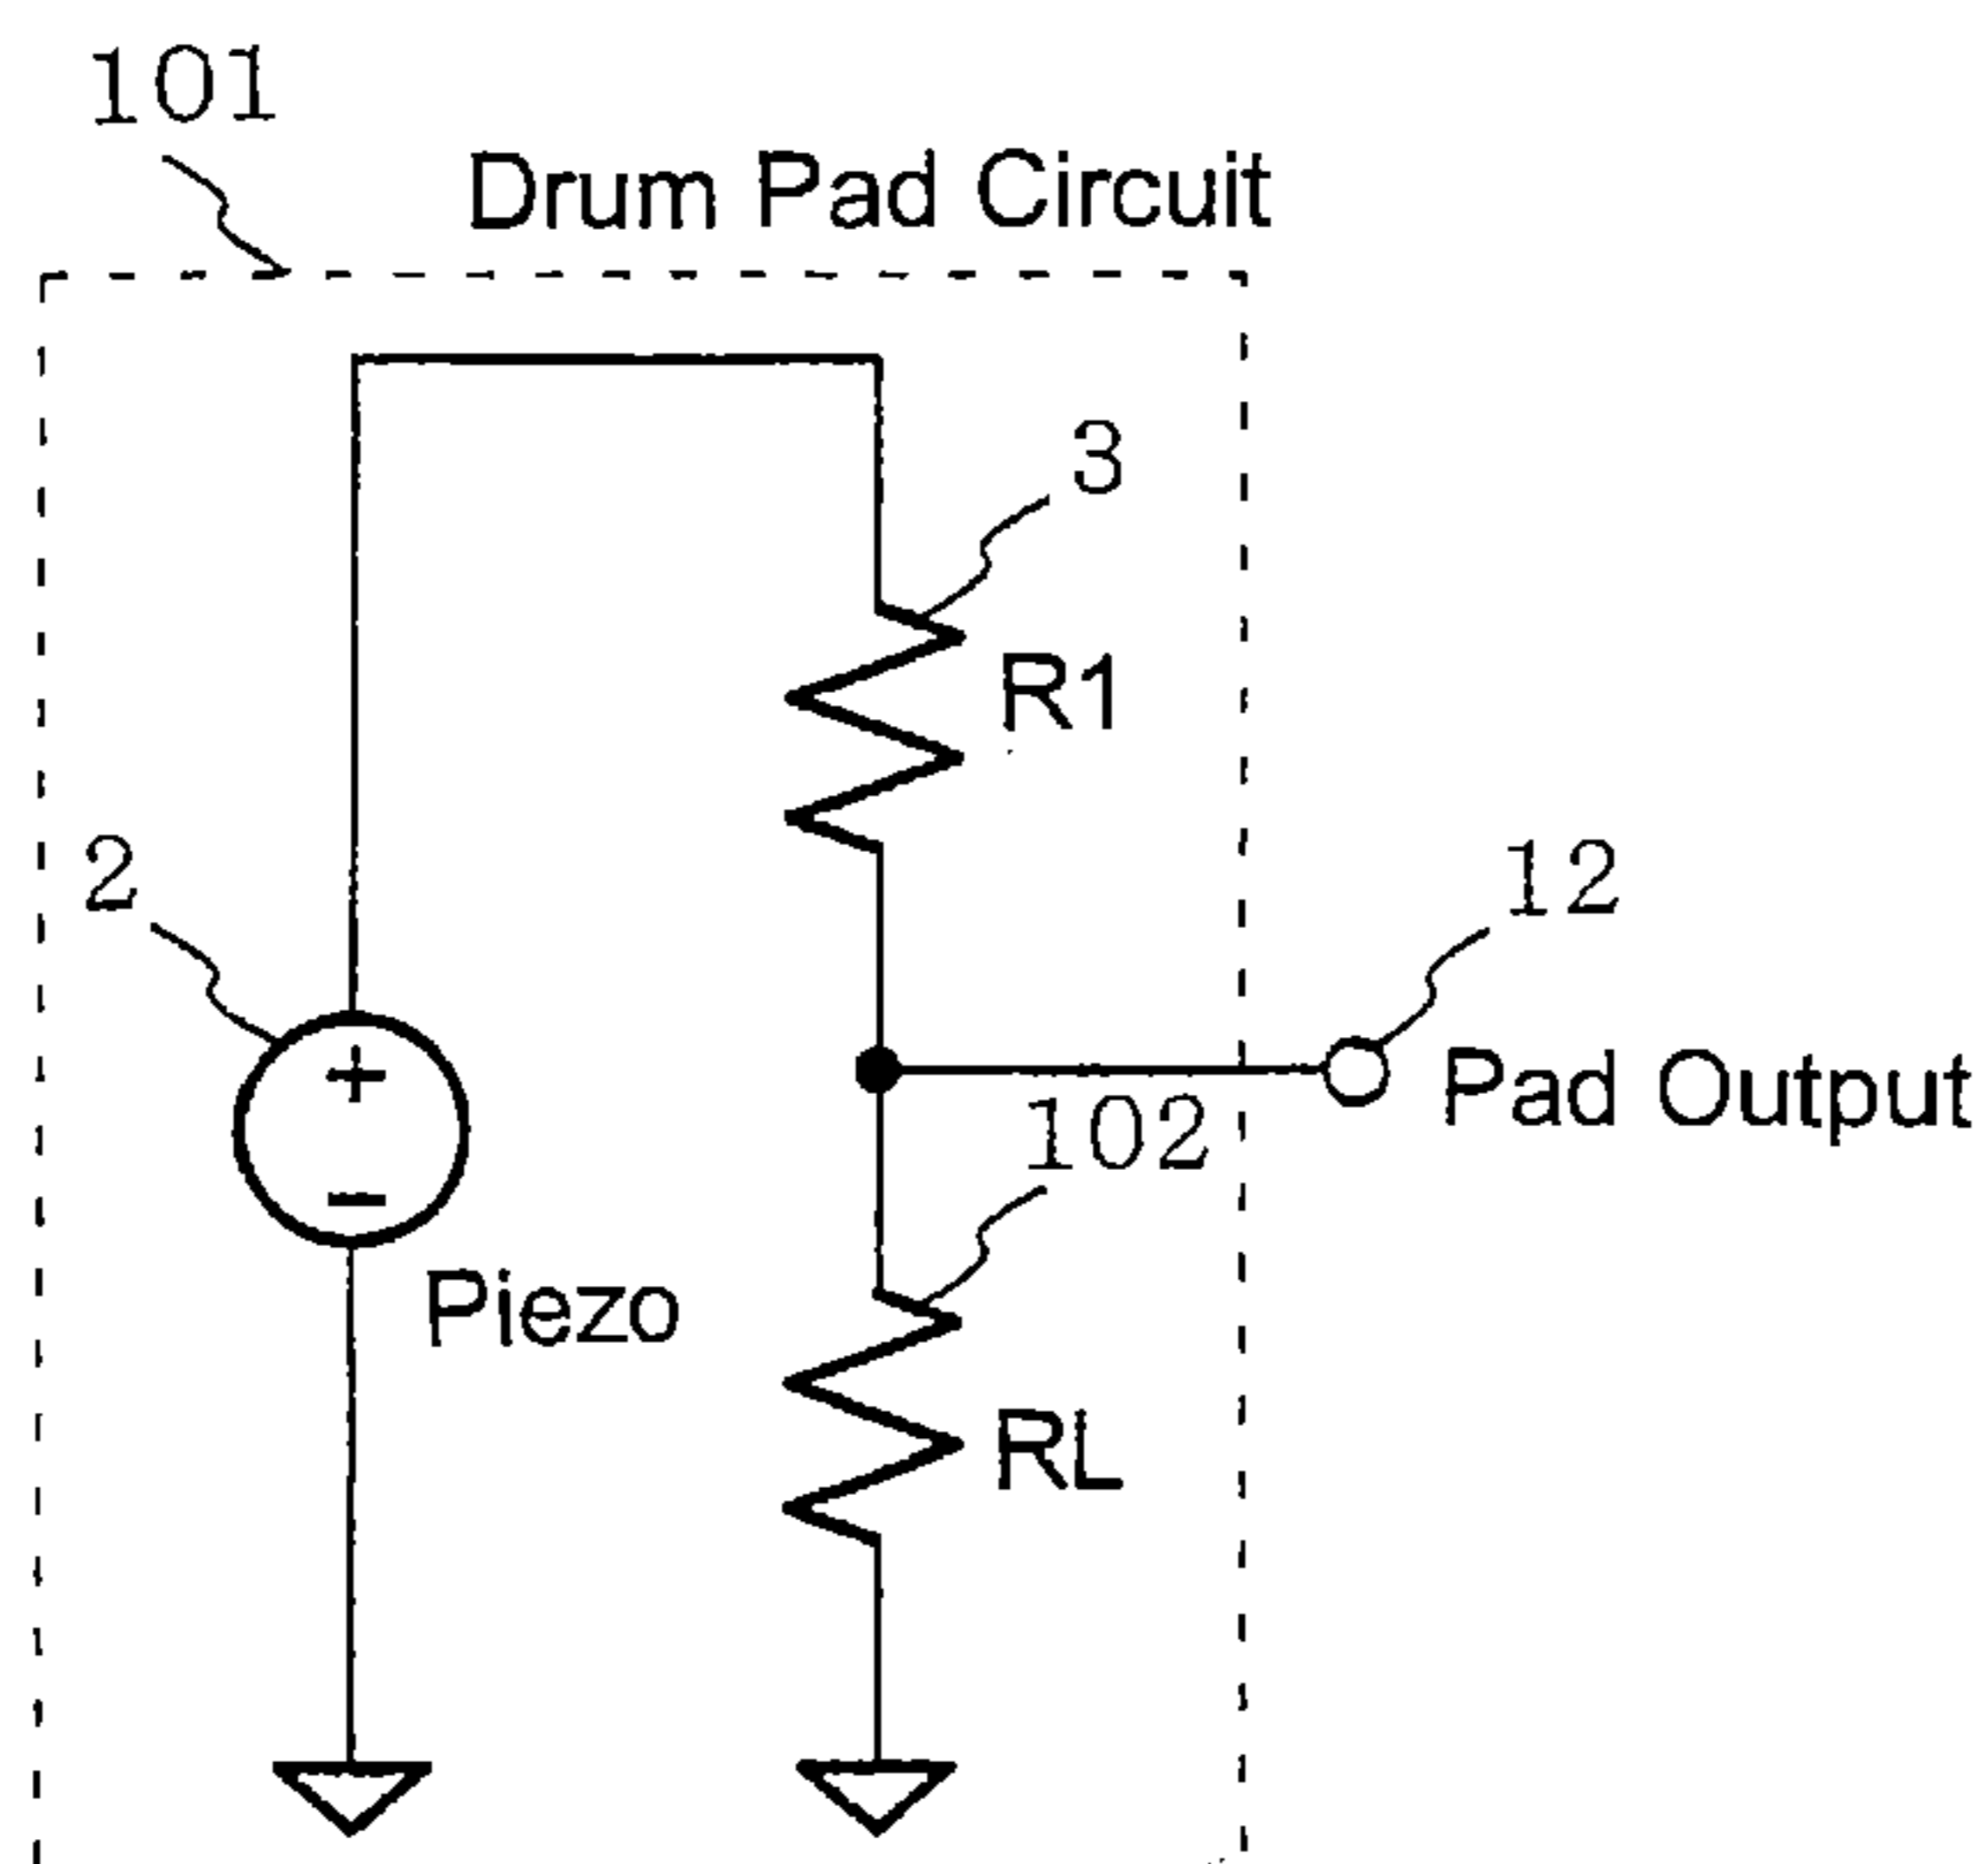 101
Drum Pad Circuit
3
R1
2
12
+
Pad Output
102
−
Piezo
RL